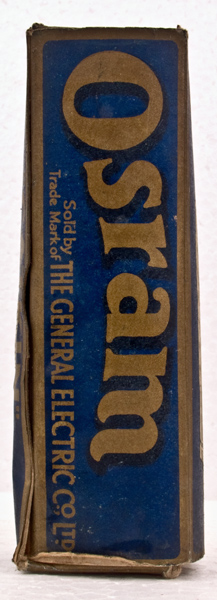 Osram
Sold by
Trade Mark of
THE GENERAL ELECTRIC CO. LTD